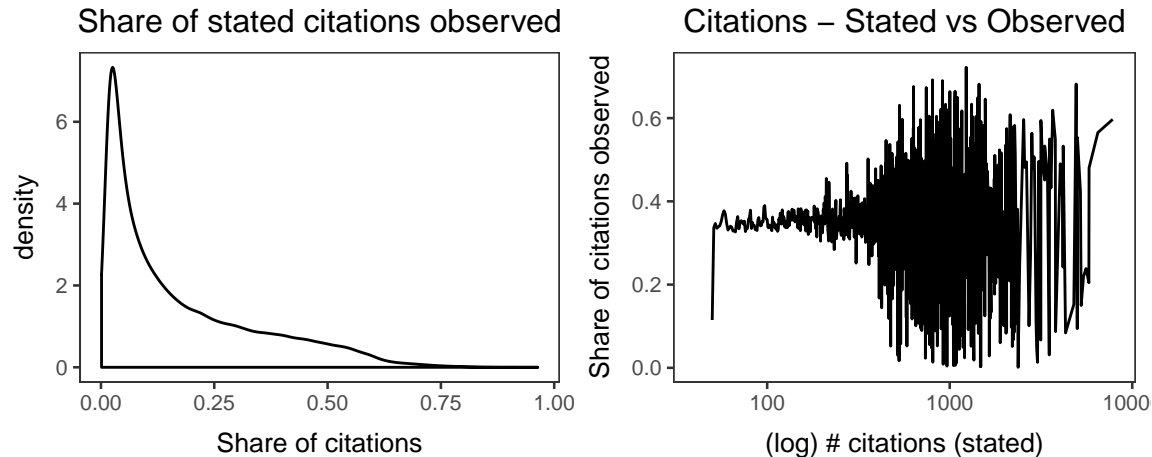 Share of stated citations observed
density
6
4
2
0
0.00 0.25 0.50 0.75 1.00
Share of citations
Citations – Stated vs Observed
Share of citations observed
0.6
0.4
0.2
0.0
100 1000 1000
(log) # citations (stated)